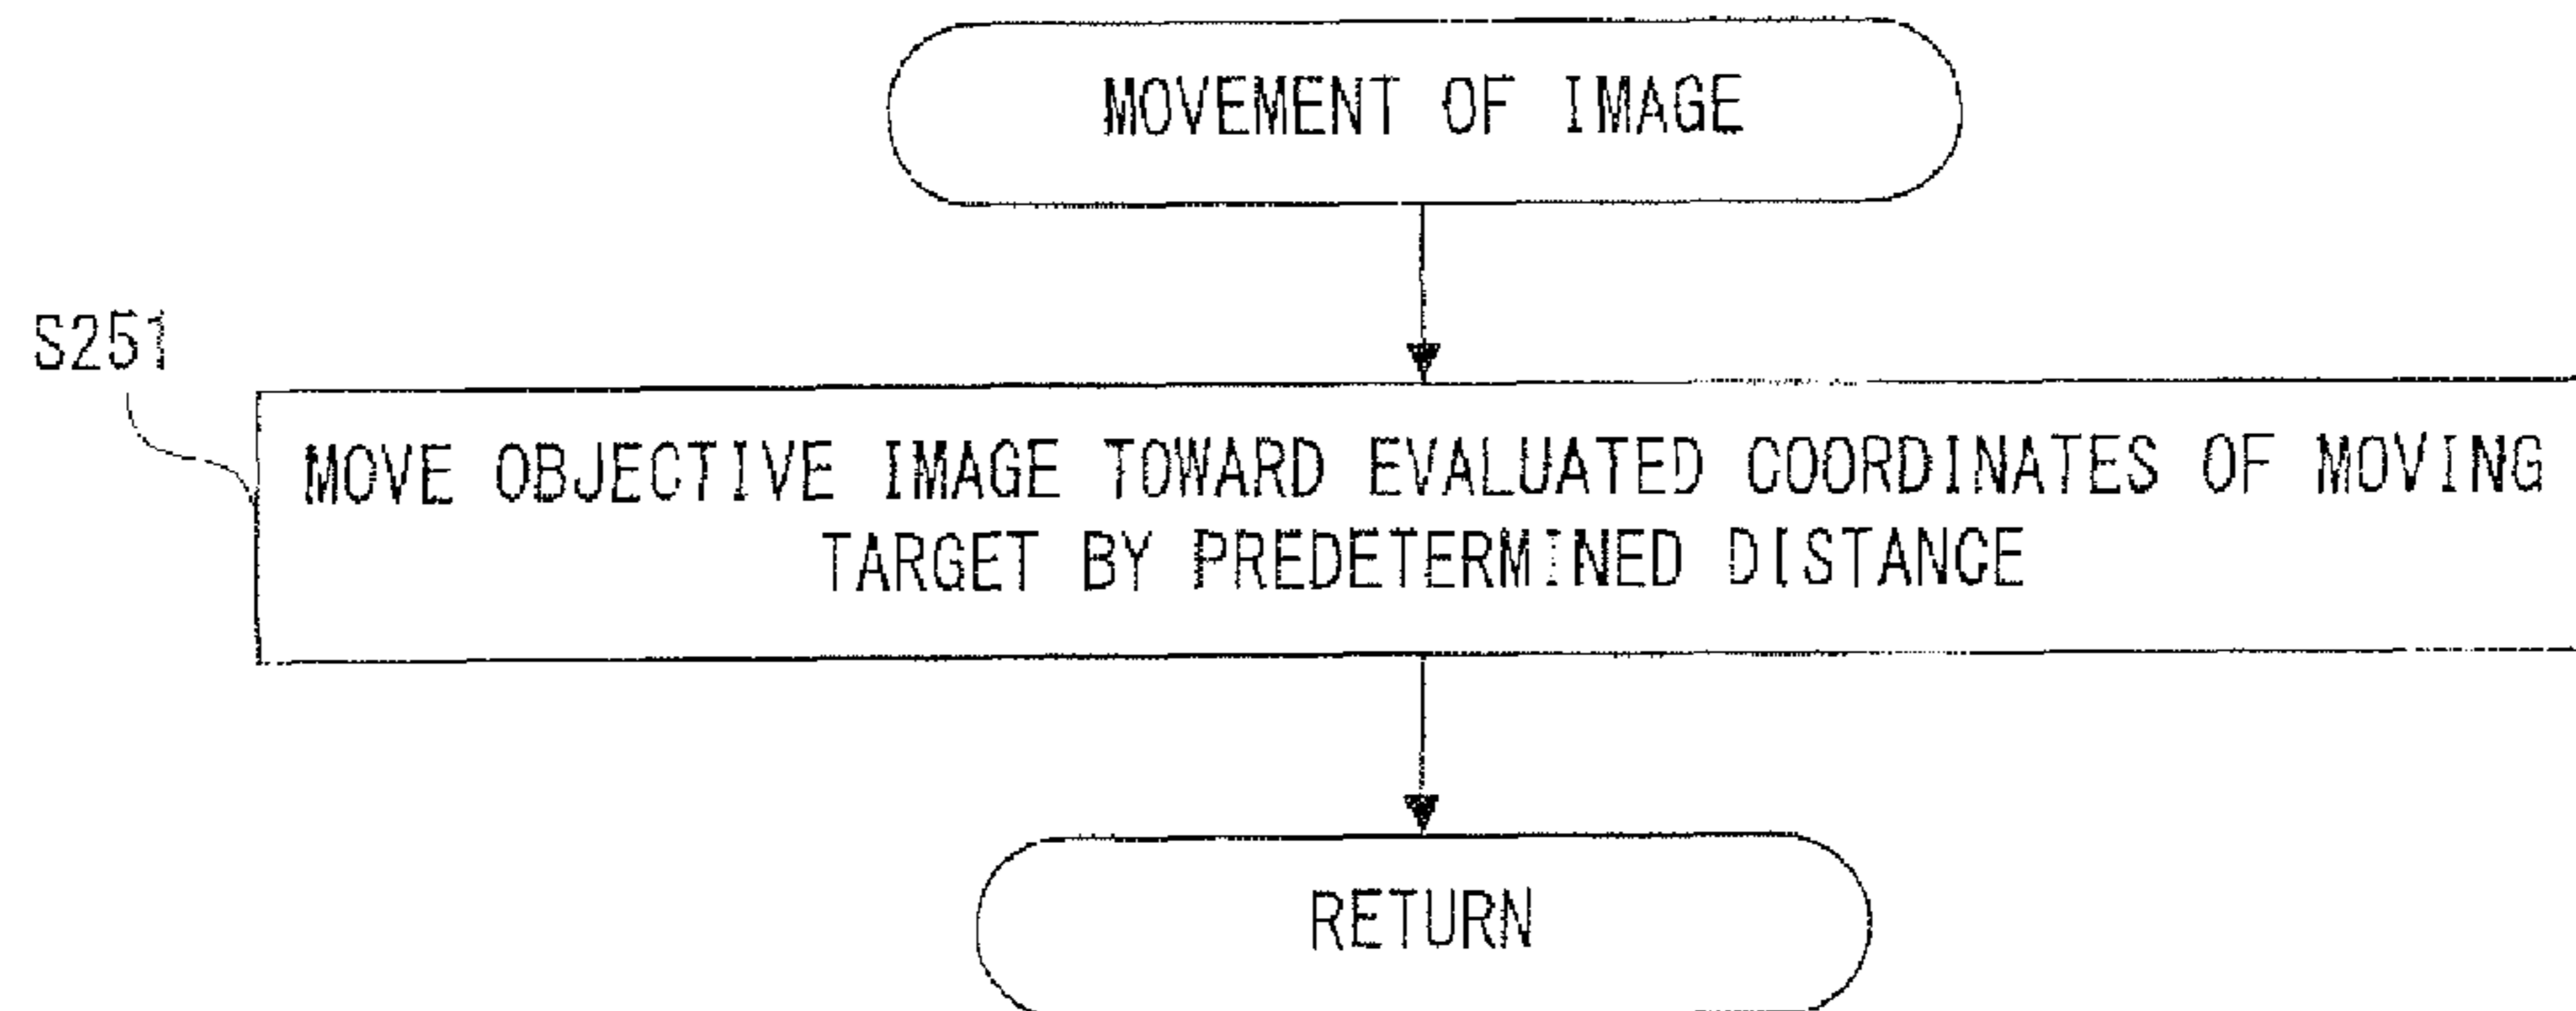 MOVEMENT OF IMAGE
S251
MOVE OBJECTIVE IMAGE TOWARD EVALUATED COORDINATES OF MOVING
TARGET BY PREDETERMINED DISTANCE
RETURN